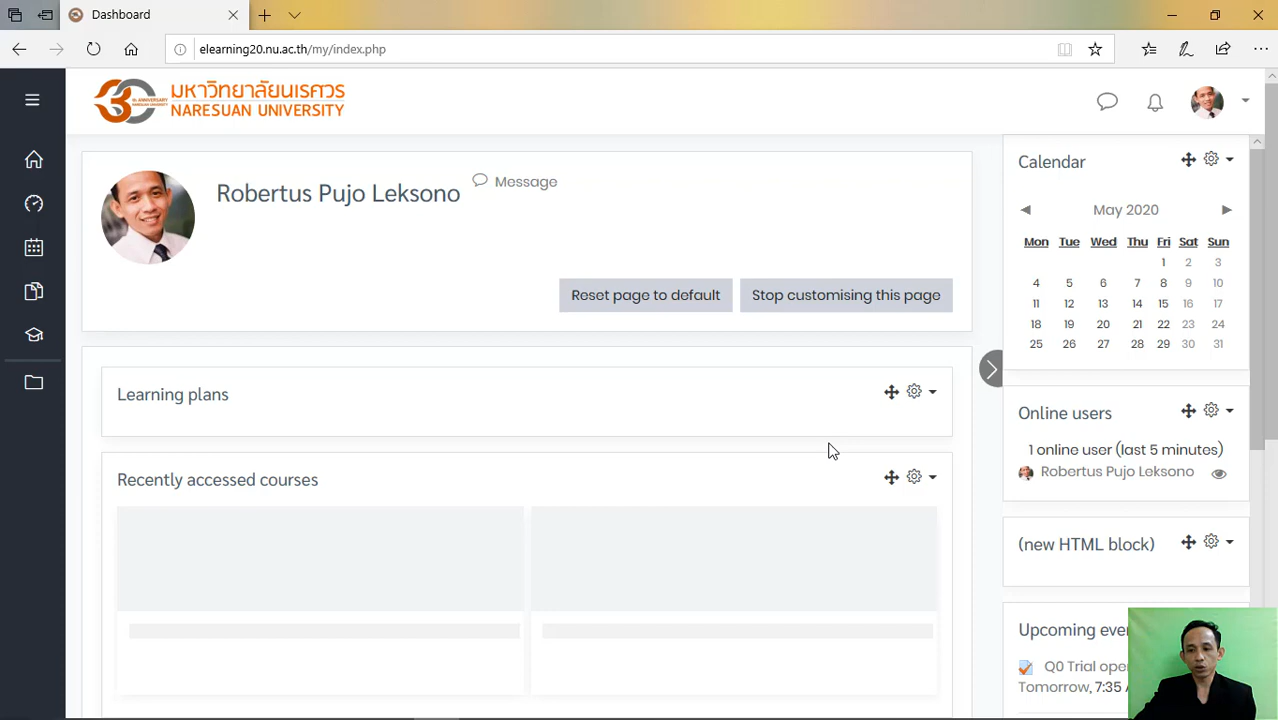 Dashboard
elearning20.nu.ac.th/my/index.php
30
มหาวิทยาลัยนเรศวร
NARESUAN UNIVERSITY
Robertus Pujo Leksono
Message
Reset page to default
Stop customising this page
Learning plans
Recently accessed courses
Calendar
May 2020
Mon Tue Wed Thu Fri Sat Sun
1 2 3
4 5 6 7 8 9 10
11 12 13 14 15 16 17
18 19 20 21 22 23 24
25 26 27 28 29 30 31
Online users
1 online user (last 5 minutes)
Robertus Pujo Leksono
(new HTML block)
Upcoming eve
Q0 Trial ope
Tomorrow, 7:35